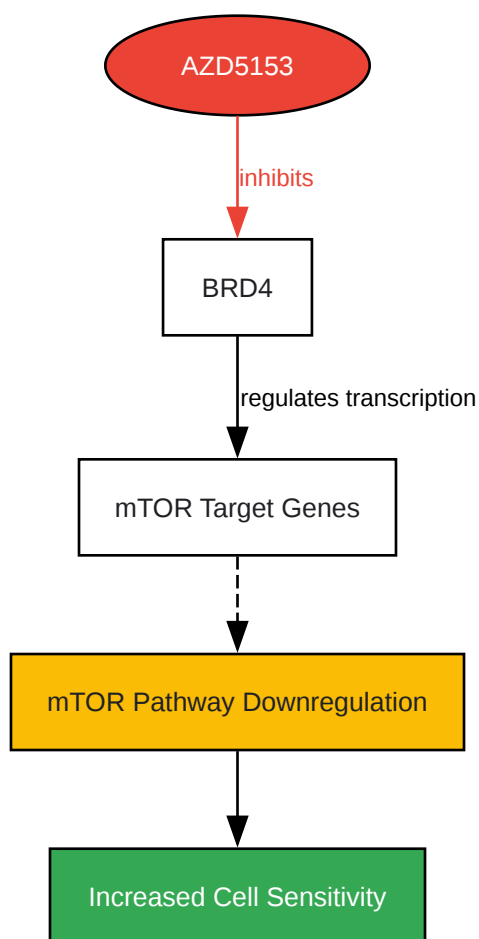 AZD5153
inhibits
BRD4
regulates transcription
mTOR Target Genes
mTOR Pathway Downregulation
Increased Cell Sensitivity